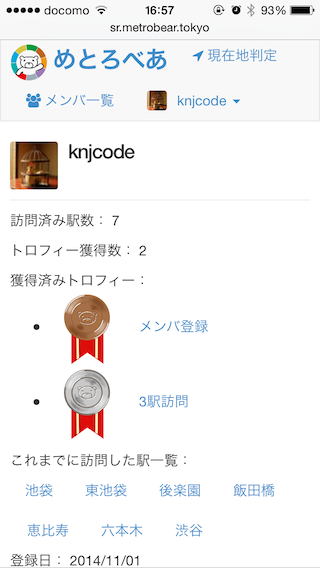 docomo 16:57 93%
sr.metrobear.tokyo
めとろべあ 現在地判定
メンバ一覧 knjcode
knjcode
訪問済み駅数： 7
トロフィー獲得数： 2
獲得済みトロフィー：
メンバ登録
3駅訪問
これまでに訪問した駅一覧：
池袋 東池袋 後楽園 飯田橋
恵比寿 六本木 渋谷
登録日： 2014/11/01